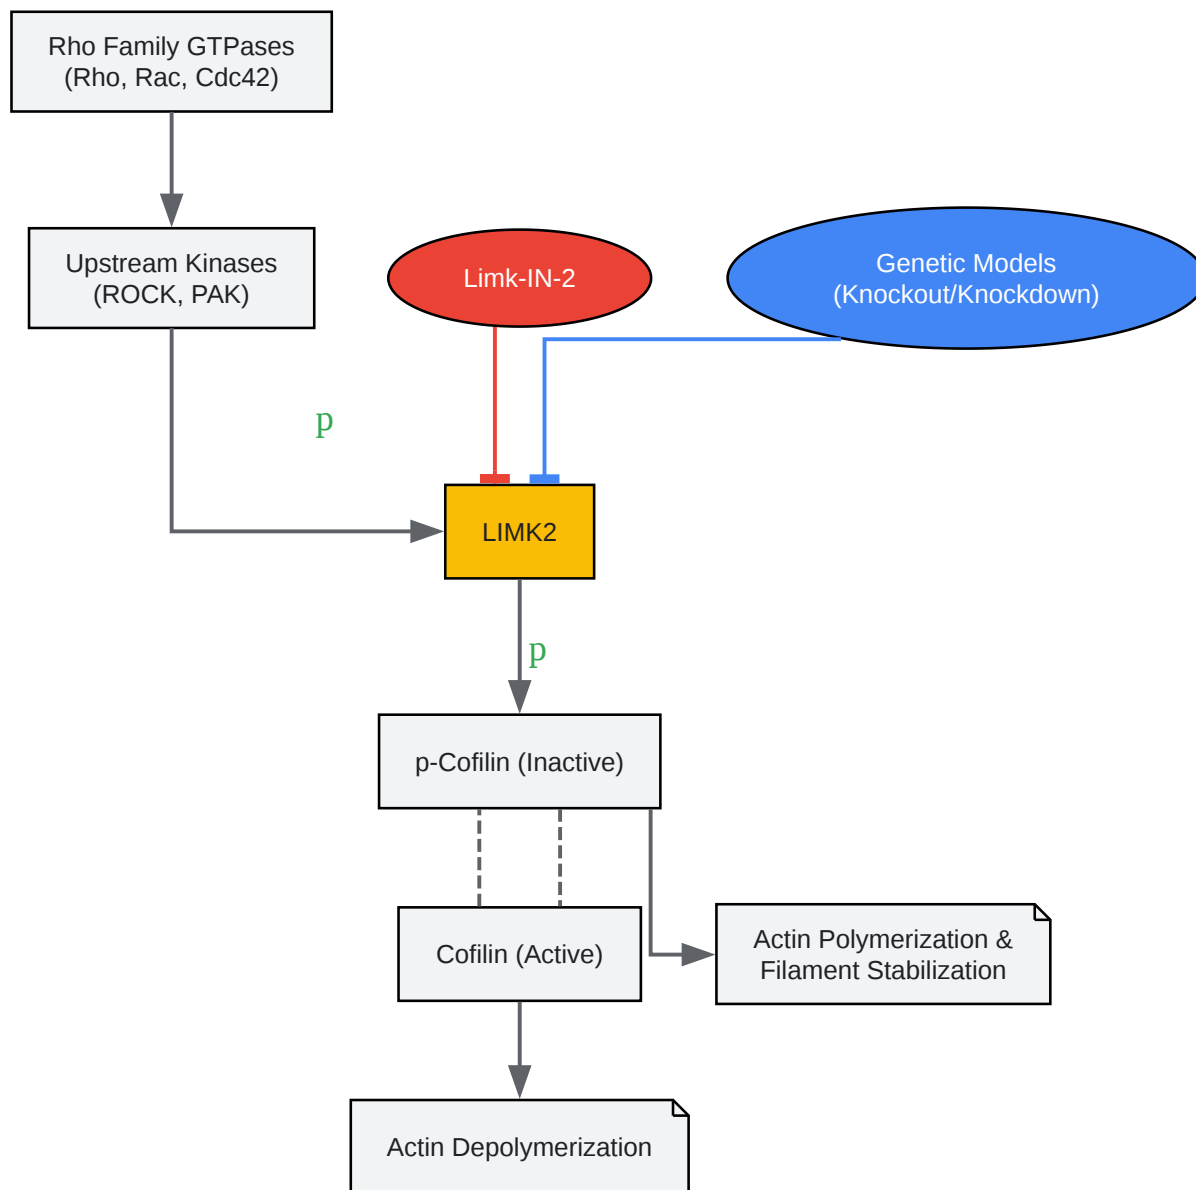 Rho Family GTPases
(Rho, Rac, Cdc42)
Upstream Kinases
(ROCK, PAK)
Limk-IN-2
Genetic Models
(Knockout/Knockdown)
p
LIMK2
p
p-Cofilin (Inactive)
Cofilin (Active)
Actin Polymerization &
Filament Stabilization
Actin Depolymerization